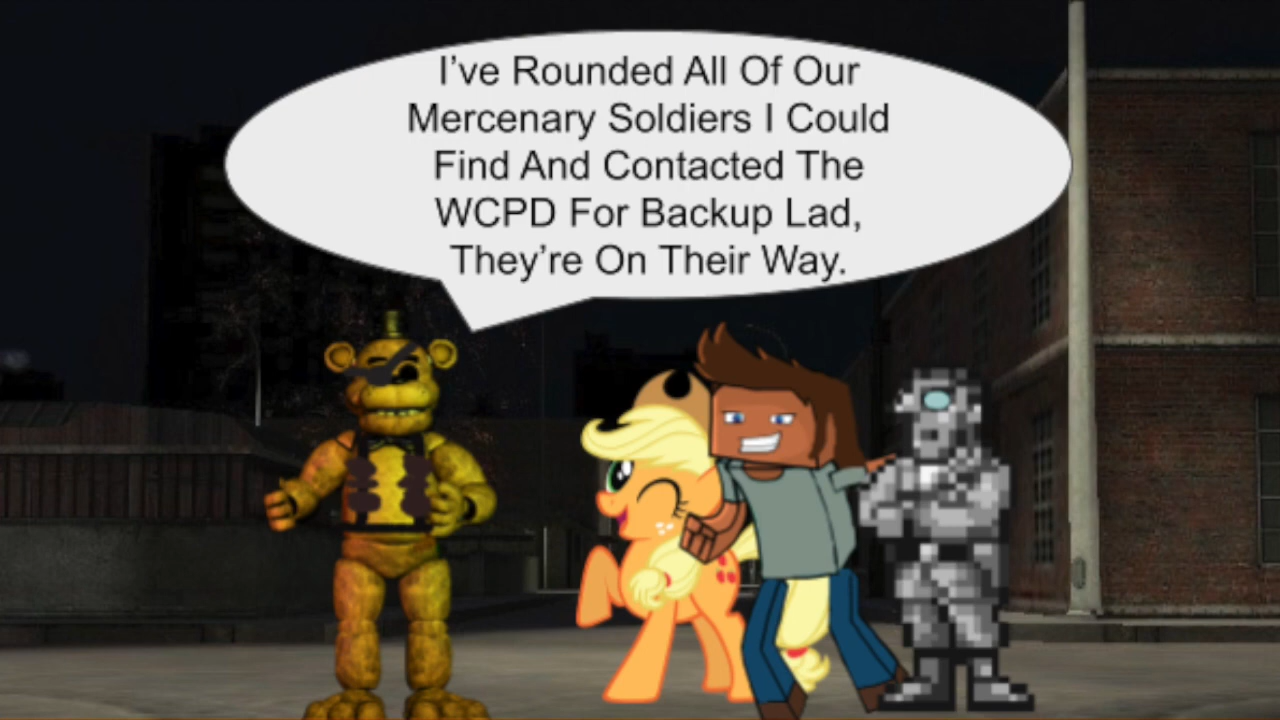 I’ve Rounded All Of Our
Mercenary Soldiers I Could
Find And Contacted The
WCPD For Backup Lad,
They’re On Their Way.